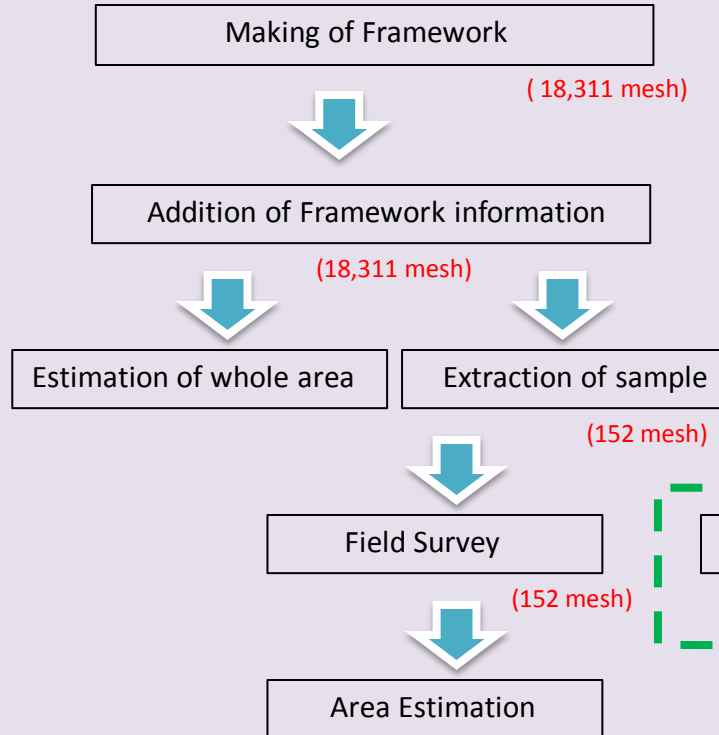 Making of Framework
( 18,311 mesh)
Addition of Framework information
(18,311 mesh)
Estimation of whole area
Extraction of sample
(152 mesh)
Field Survey
(152 mesh)
Area Estimation